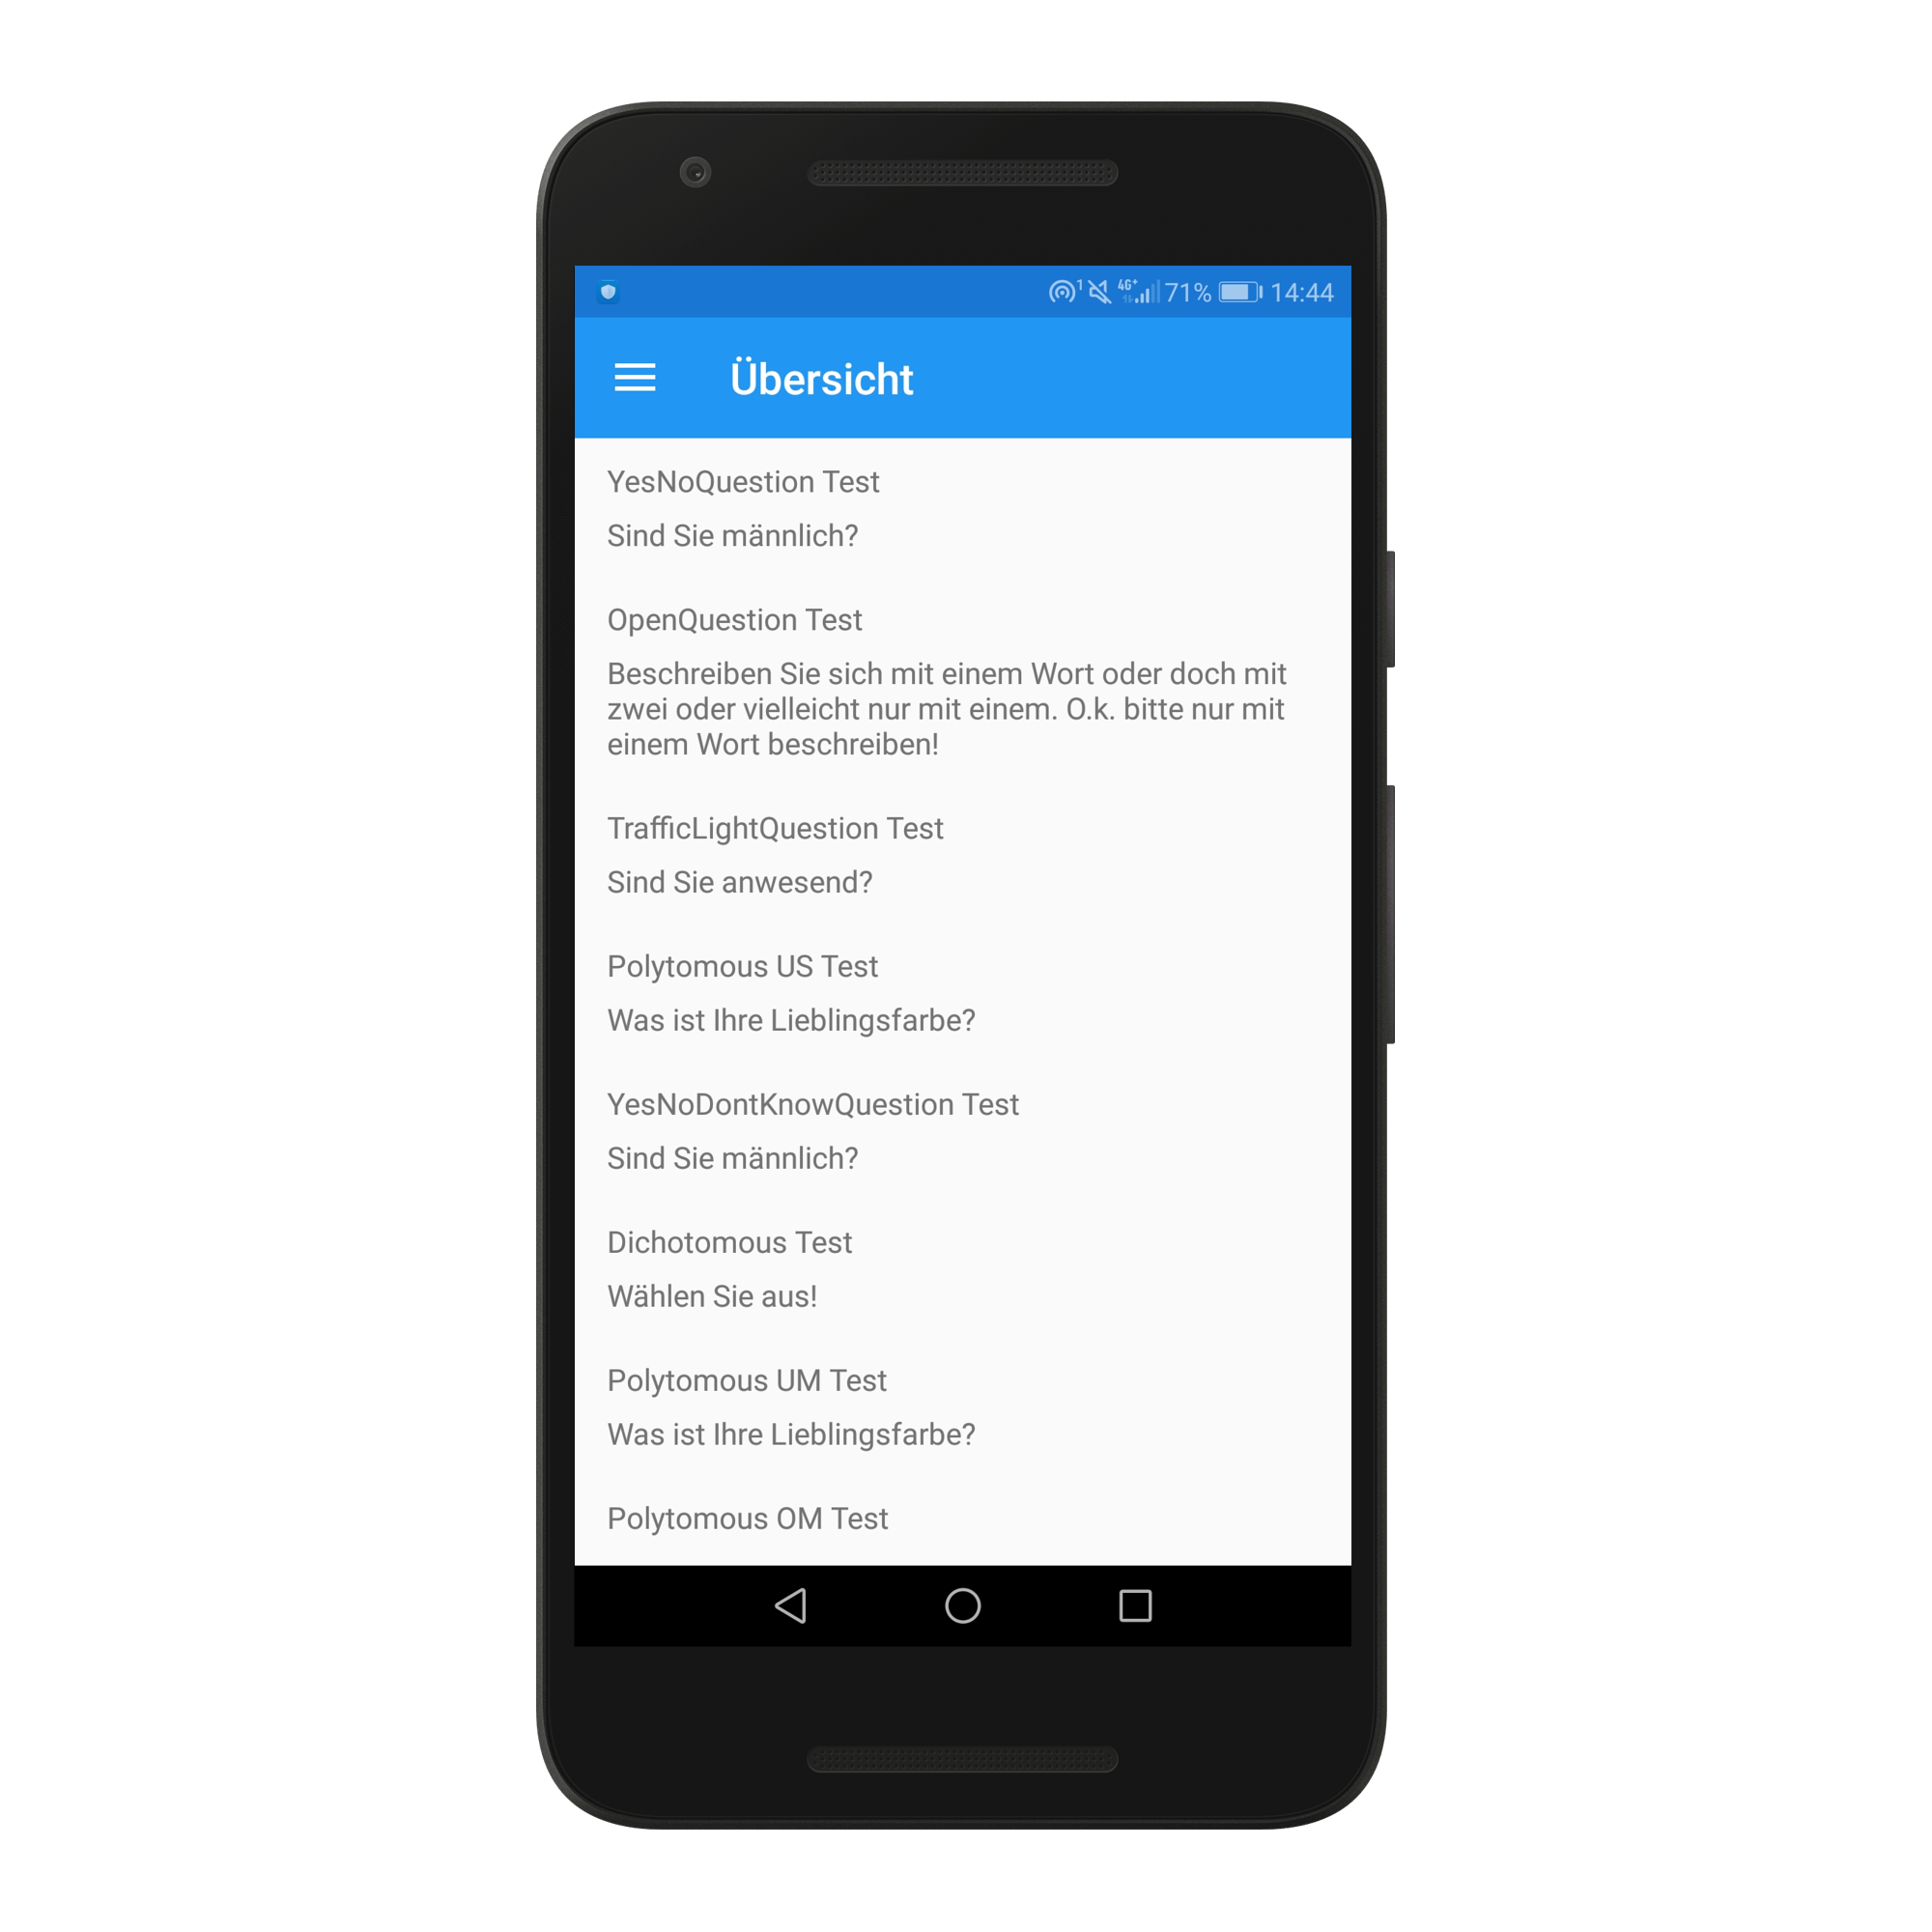 1 4G+ 71% 14:44
Übersicht
YesNoQuestion Test
Sind Sie männlich?
OpenQuestion Test
Beschreiben Sie sich mit einem Wort oder doch mit
zwei oder vielleicht nur mit einem. O.k. bitte nur mit
einem Wort beschreiben!
TrafficLightQuestion Test
Sind Sie anwesend?
Polytomous US Test
Was ist Ihre Lieblingsfarbe?
YesNoDontKnowQuestion Test
Sind Sie männlich?
Dichotomous Test
Wählen Sie aus!
Polytomous UM Test
Was ist Ihre Lieblingsfarbe?
Polytomous OM Test